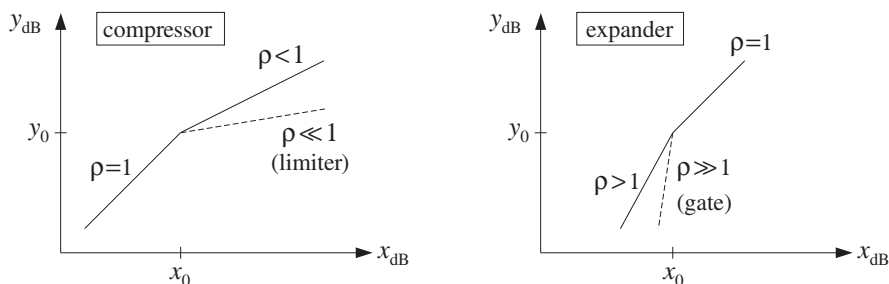 y_dB
compressor
ρ<1
y_0
ρ≪1
(limiter)
ρ=1
x_0
x_dB
y_dB
expander
ρ=1
y_0
ρ>1
ρ≫1
(gate)
x_0
x_dB